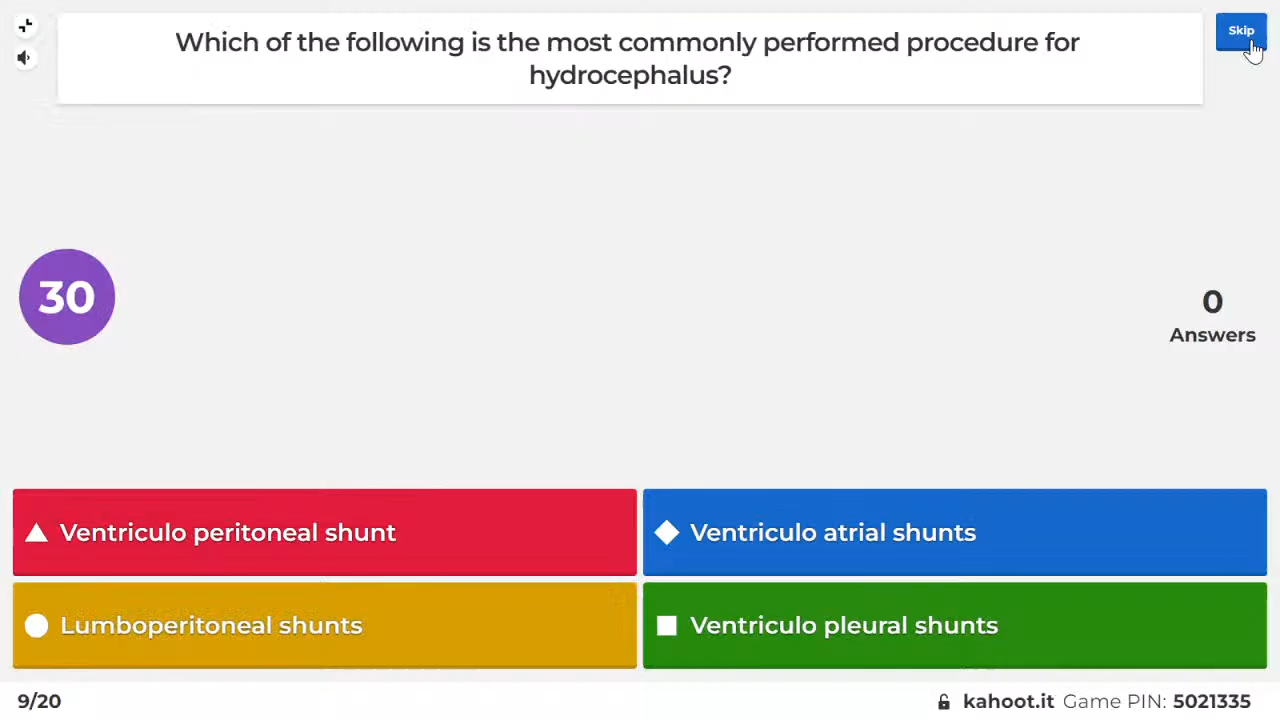 Which of the following is the most commonly performed procedure for
hydrocephalus?
Skip
30
0
Answers
Ventriculo peritoneal shunt
Ventriculo atrial shunts
Lumboperitoneal shunts
Ventriculo pleural shunts
9/20
kahoot.it Game PIN: 5021335